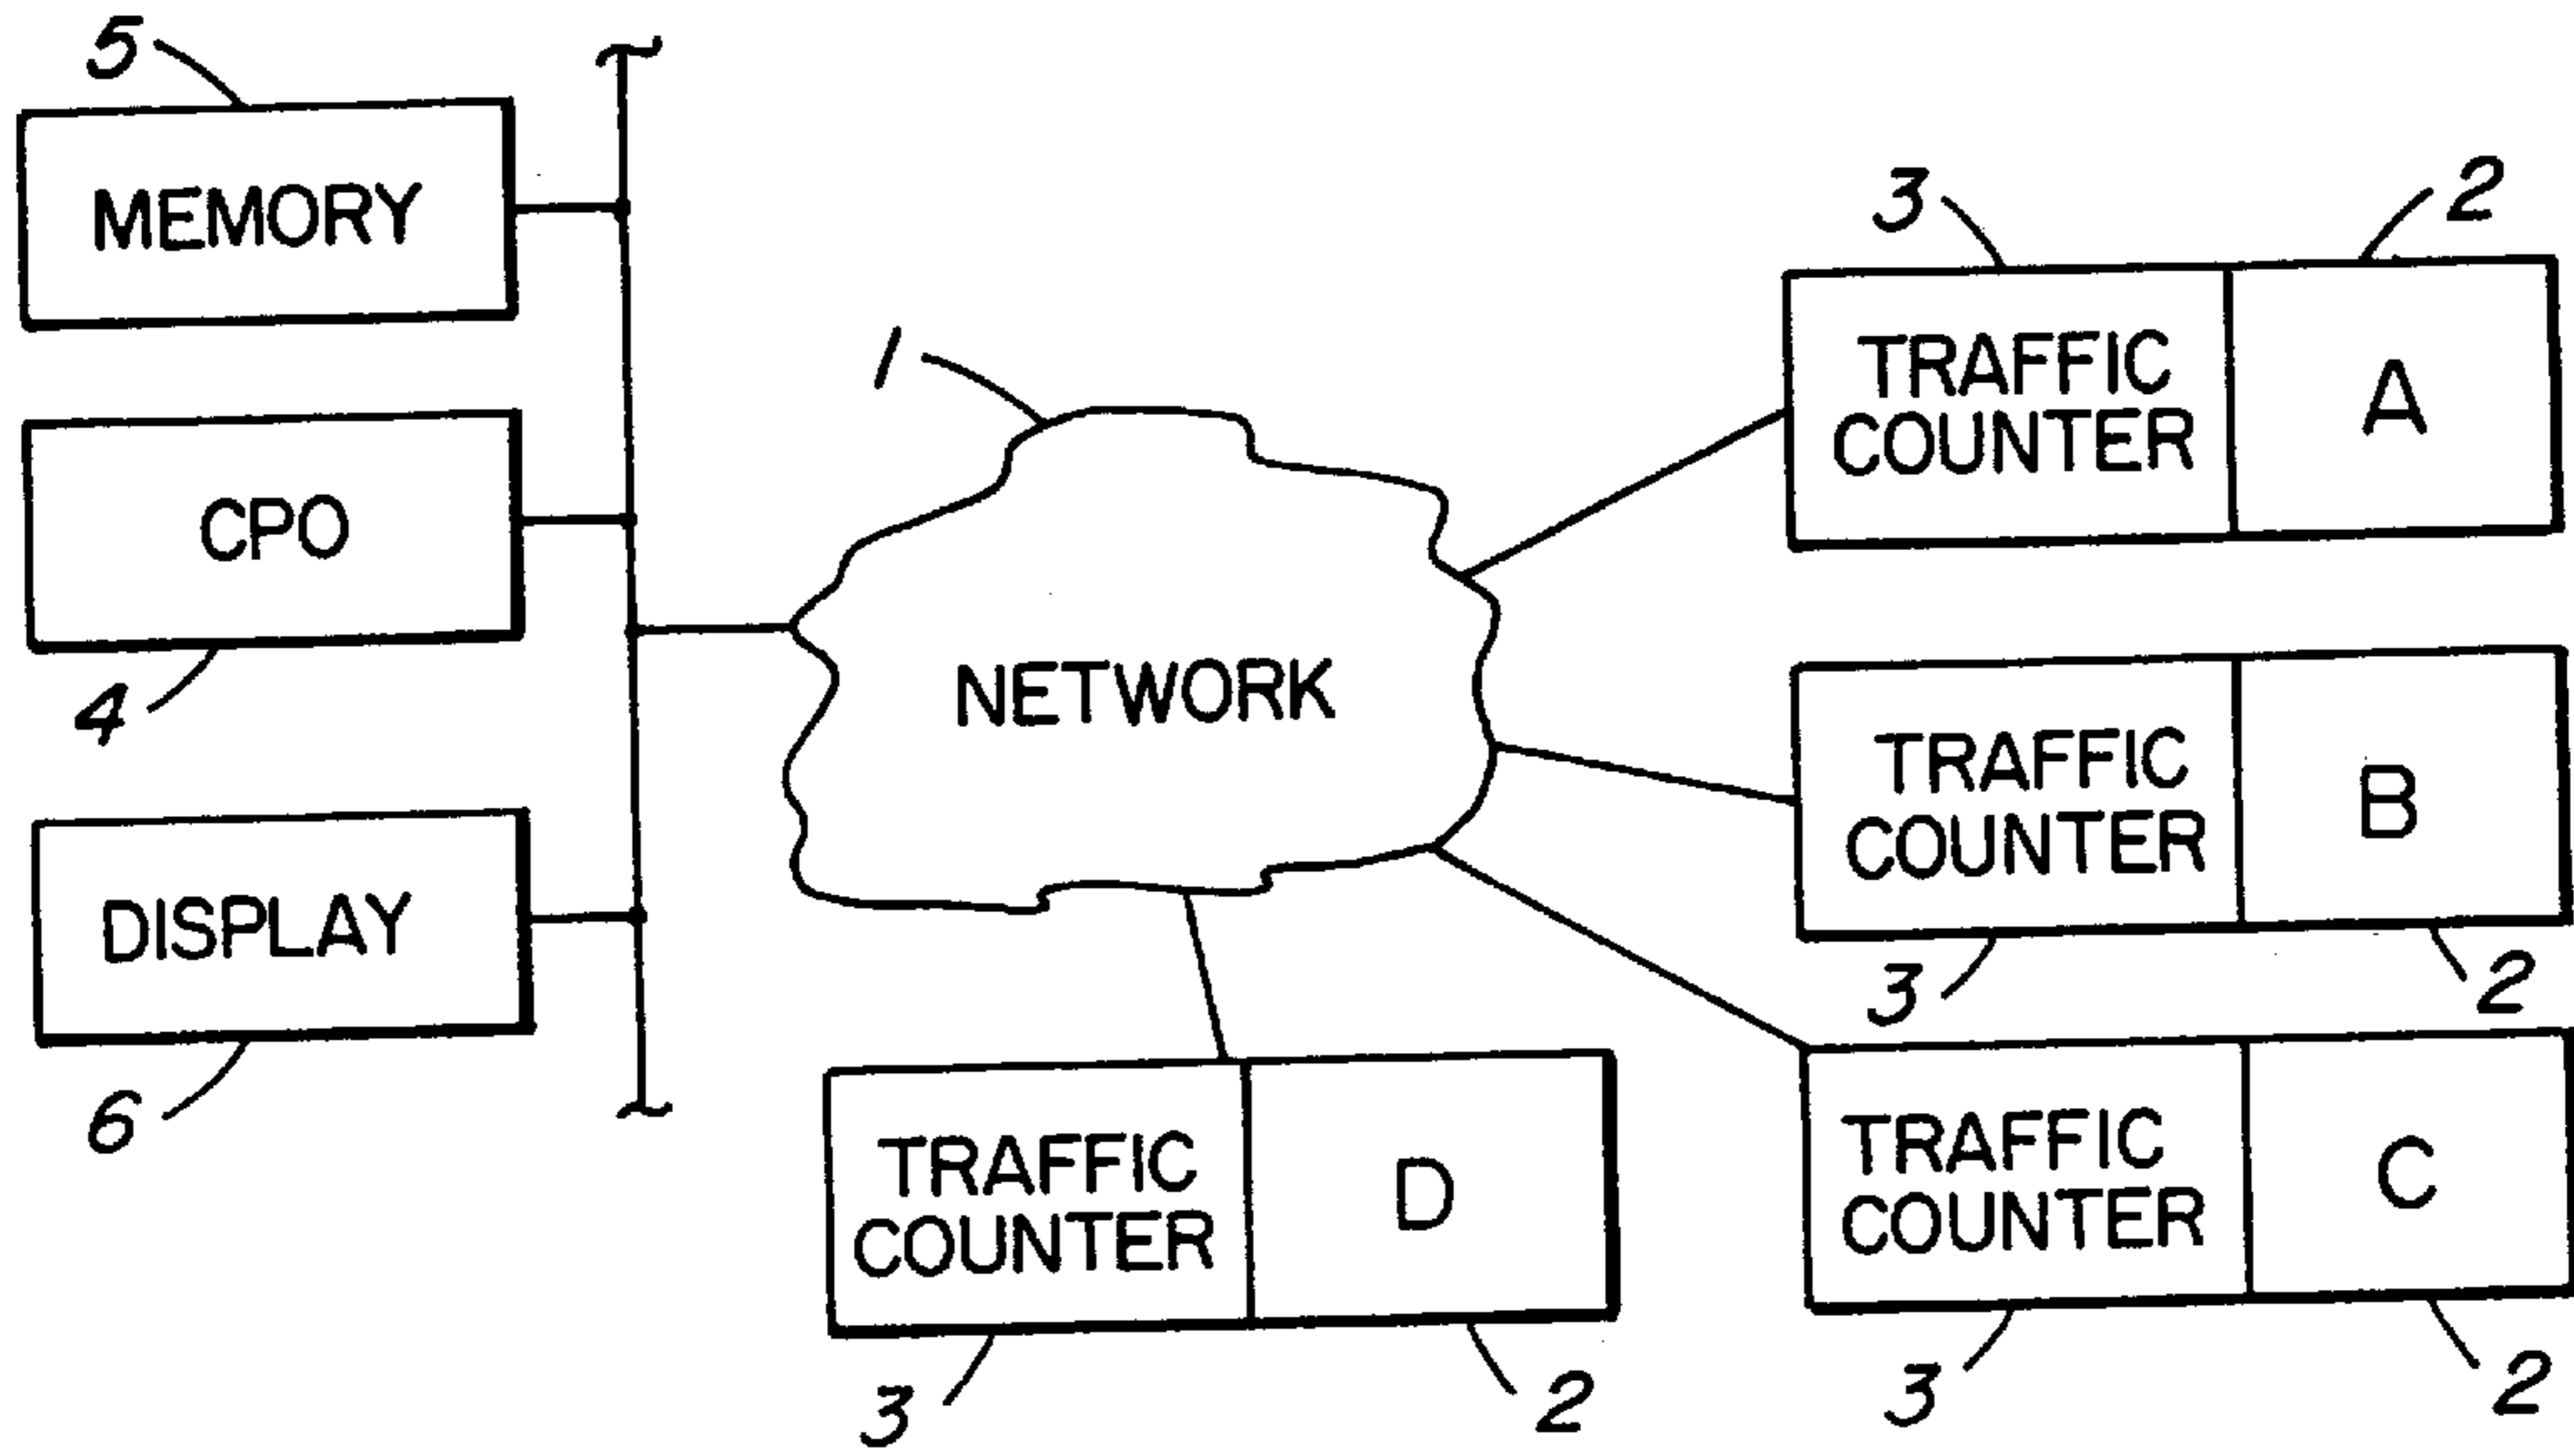 5
MEMORY
CPO
4
DISPLAY
6
1
NETWORK
3
2
TRAFFIC
COUNTER
A
TRAFFIC
COUNTER
B
3
2
TRAFFIC
COUNTER
C
3
2
TRAFFIC
COUNTER
D
3
2